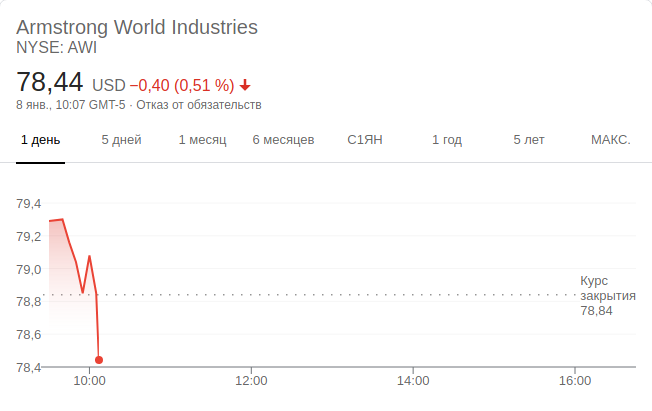 Armstrong World Industries
NYSE: AWI
78,44 USD −0,40 (0,51 %)
8 янв., 10:07 GMT-5 · Отказ от обязательств
1 день 5 дней 1 месяц 6 месяцев С1ЯН 1 год 5 лет МАКС.
79,4
79,2
79,0
78,8
78,6
78,4
Курс
закрытия
78,84
10:00 12:00 14:00 16:00